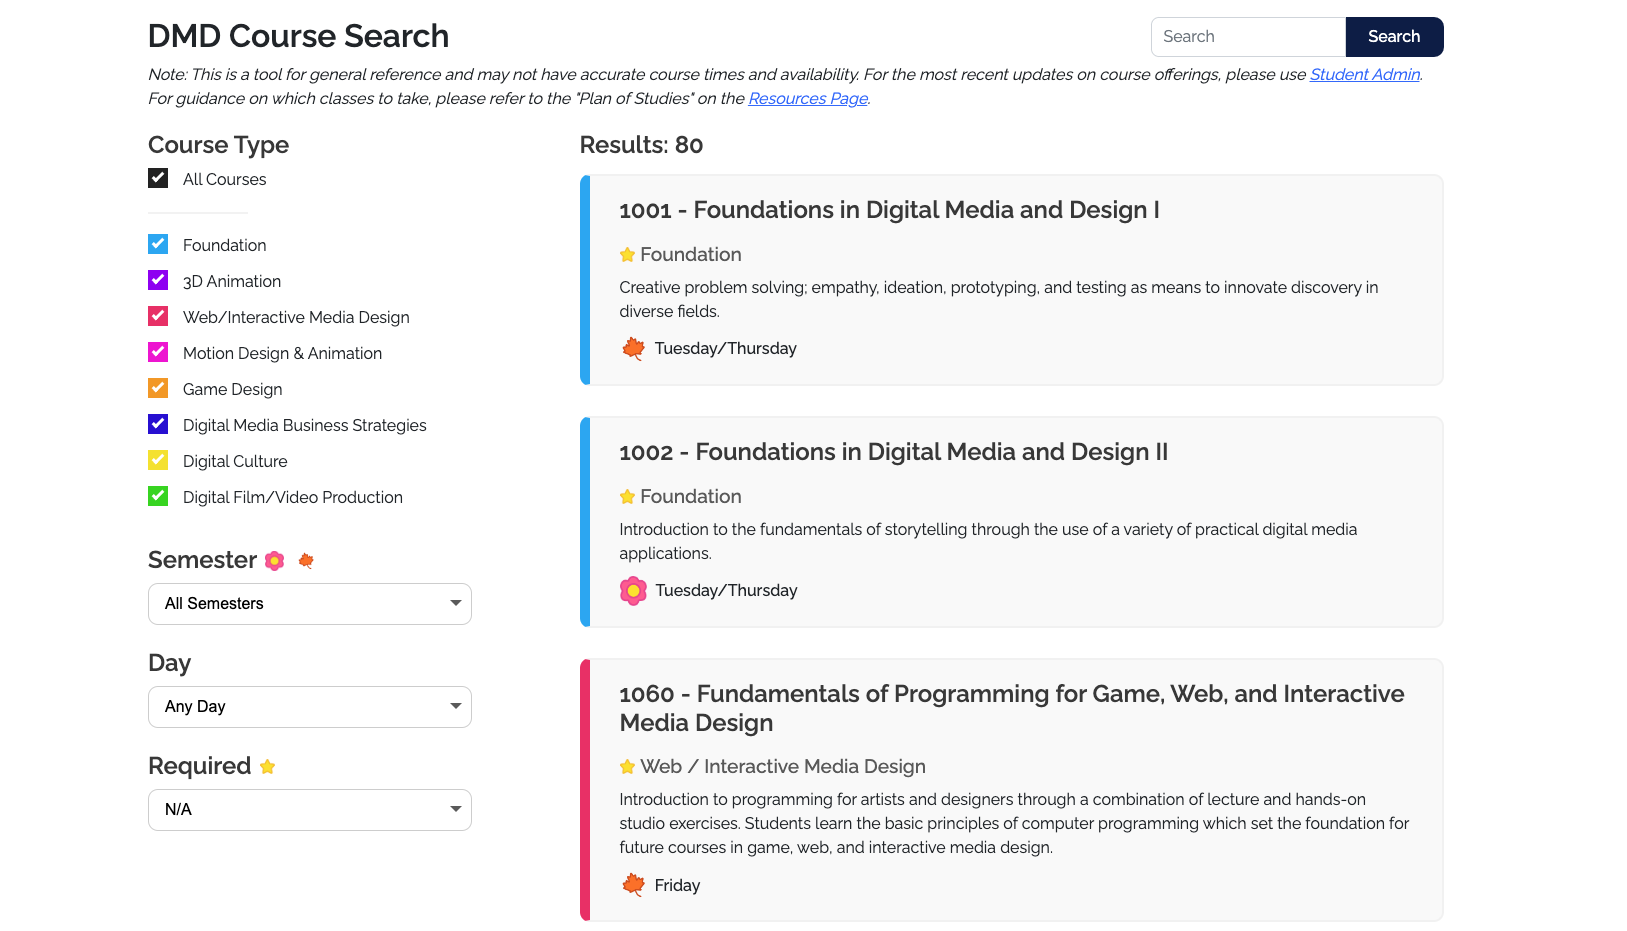 DMD Course Search
Search
Search
Note: This is a tool for general reference and may not have accurate course times and availability. For the most recent updates on course offerings, please use Student Admin.
For guidance on which classes to take, please refer to the "Plan of Studies" on the Resources Page.
Course Type
All Courses
Foundation
3D Animation
Web/Interactive Media Design
Motion Design & Animation
Game Design
Digital Media Business Strategies
Digital Culture
Digital Film/Video Production
Semester
All Semesters
Day
Any Day
Required
N/A
Results: 80
1001 - Foundations in Digital Media and Design I
Foundation
Creative problem solving; empathy, ideation, prototyping, and testing as means to innovate discovery in
diverse fields.
Tuesday/Thursday
1002 - Foundations in Digital Media and Design II
Foundation
Introduction to the fundamentals of storytelling through the use of a variety of practical digital media
applications.
Tuesday/Thursday
1060 - Fundamentals of Programming for Game, Web, and Interactive
Media Design
Web / Interactive Media Design
Introduction to programming for artists and designers through a combination of lecture and hands-on
studio exercises. Students learn the basic principles of computer programming which set the foundation for
future courses in game, web, and interactive media design.
Friday